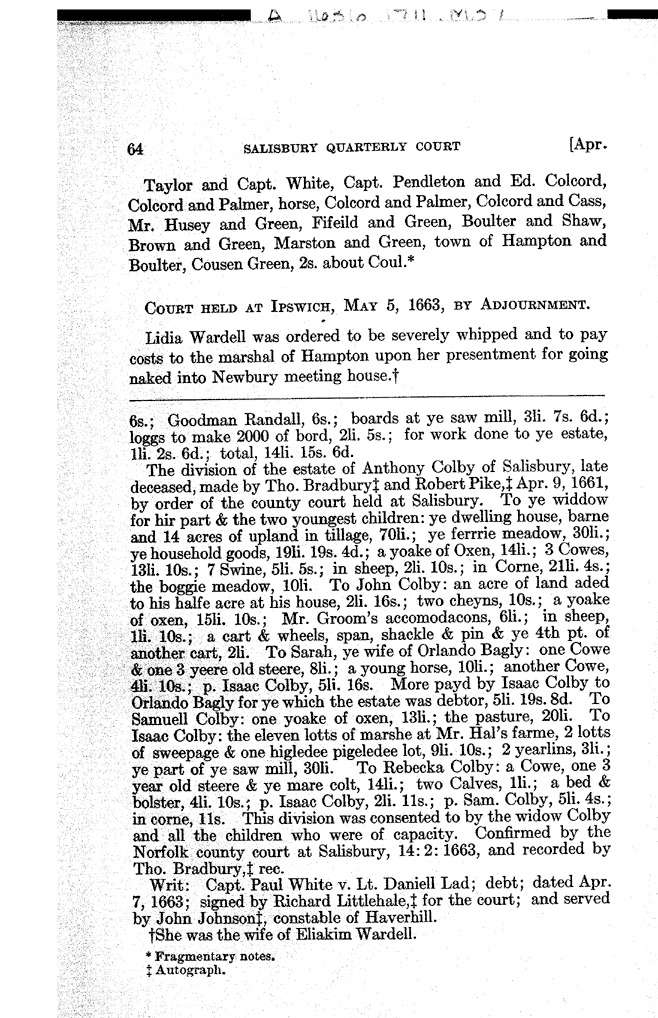 64 SALISBURY QUARTERLY COURT [Apr.
Taylor and Capt. White, Capt. Pendleton and Ed. Colcord,
Colcord and Palmer, horse, Colcord and Palmer, Colcord and Cass,
Mr. Husey and Green, Fifeild and Green, Boulter and Shaw,
Brown and Green, Marston and Green, town of Hampton and
Boulter, Cousen Green, 2s. about Coul.*
COURT HELD AT IPSWICH, MAY 5, 1663, BY ADJOURNMENT.
Lidia Wardell was ordered to be severely whipped and to pay
costs to the marshal of Hampton upon her presentment for going
naked into Newbury meeting house.†
6s.; Goodman Randall, 6s.; boards at ye saw mill, 3li. 7s. 6d.;
loggs to make 2000 of bord, 2li. 5s.; for work done to ye estate,
1li. 2s. 6d.; total, 14li. 15s. 6d.
The division of the estate of Anthony Colby of Salisbury, late
deceased, made by Tho. Bradbury‡ and Robert Pike,‡ Apr. 9, 1661,
by order of the county court held at Salisbury. To ye widdow
for hir part & the two youngest children: ye dwelling house, barne
and 14 acres of upland in tillage, 70li.; ye ferrrie meadow, 30li.;
ye household goods, 19li. 19s. 4d.; a yoake of Oxen, 14li.; 3 Cowes,
13li. 10s.; 7 Swine, 5li. 5s.; in sheep, 2li. 10s.; in Corne, 21li. 4s.;
the boggie meadow, 10li. To John Colby: an acre of land aded
to his halfe acre at his house, 2li. 16s.; two cheyns, 10s.; a yoake
of oxen, 15li. 10s.; Mr. Groom's accomodacons, 6li.; in sheep,
1li. 10s.; a cart & wheels, span, shackle & pin & ye 4th pt. of
another cart, 2li. To Sarah, ye wife of Orlando Bagly: one Cowe
& one 3 yeere old steere, 8li.; a young horse, 10li.; another Cowe,
4li. 10s.; p. Isaac Colby, 5li. 16s. More payd by Isaac Colby to
Orlando Bagly for ye which the estate was debtor, 5li. 19s. 8d. To
Samuell Colby: one yoake of oxen, 13li.; the pasture, 20li. To
Isaac Colby: the eleven lotts of marshe at Mr. Hal's farme, 2 lotts
of sweepage & one higledee pigeledee lot, 9li. 10s.; 2 yearlins, 3li.;
ye part of ye saw mill, 30li. To Rebecka Colby: a Cowe, one 3
year old steere & ye mare colt, 14li.; two Calves, 1li.; a bed &
bolster, 4li. 10s.; p. Isaac Colby, 2li. 11s.; p. Sam. Colby, 5li. 4s.;
in corne, 11s. This division was consented to by the widow Colby
and all the children who were of capacity. Confirmed by the
Norfolk county court at Salisbury, 14: 2: 1663, and recorded by
Tho. Bradbury,‡ rec.
Writ: Capt. Paul White v. Lt. Daniell Lad; debt; dated Apr.
7, 1663; signed by Richard Littlehale,‡ for the court; and served
by John Johnson‡, constable of Haverhill.
†She was the wife of Eliakim Wardell.
* Fragmentary notes.
‡ Autograph.